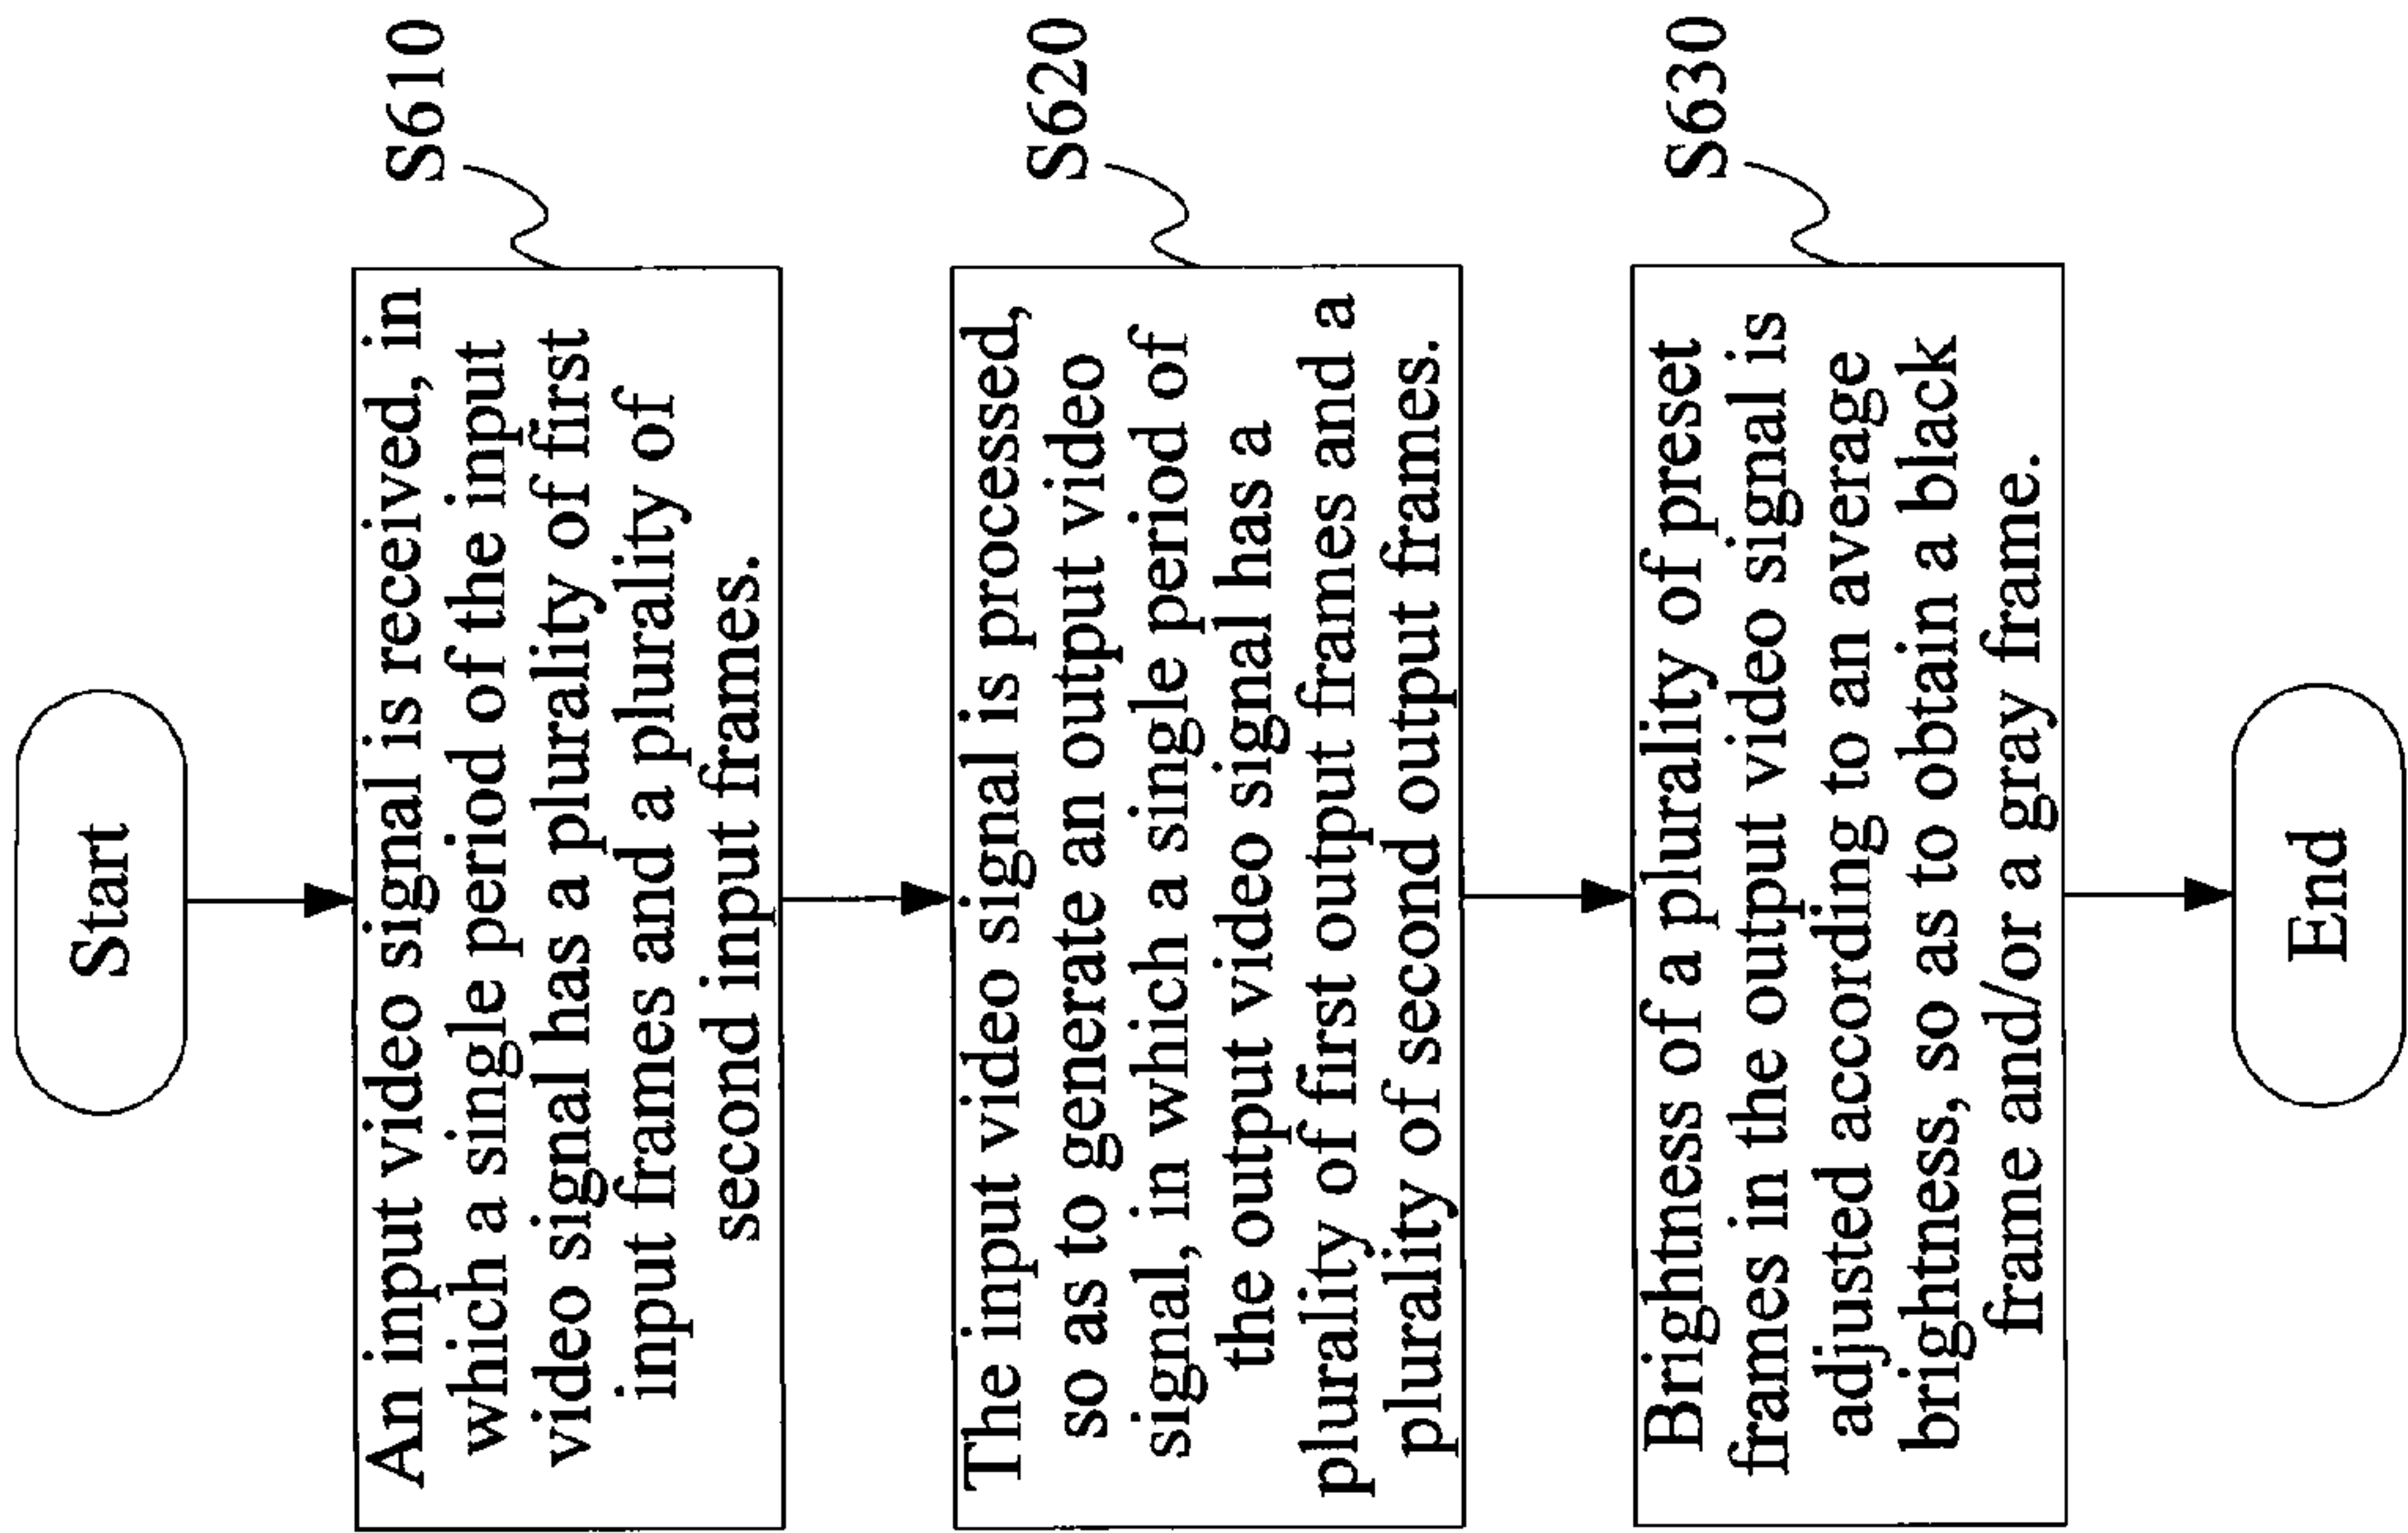 Start
S610
An input video signal is received, in
which a single period of the input
video signal has a plurality of first
input frames and a plurality of
second input frames.
S620
The input video signal is processed,
so as to generate an output video
signal, in which a single period of
the output video signal has a
plurality of first output frames and a
plurality of second output frames.
S630
Brightness of a plurality of preset
frames in the output video signal is
adjusted according to an average
brightness, so as to obtain a black
frame and/or a gray frame.
End